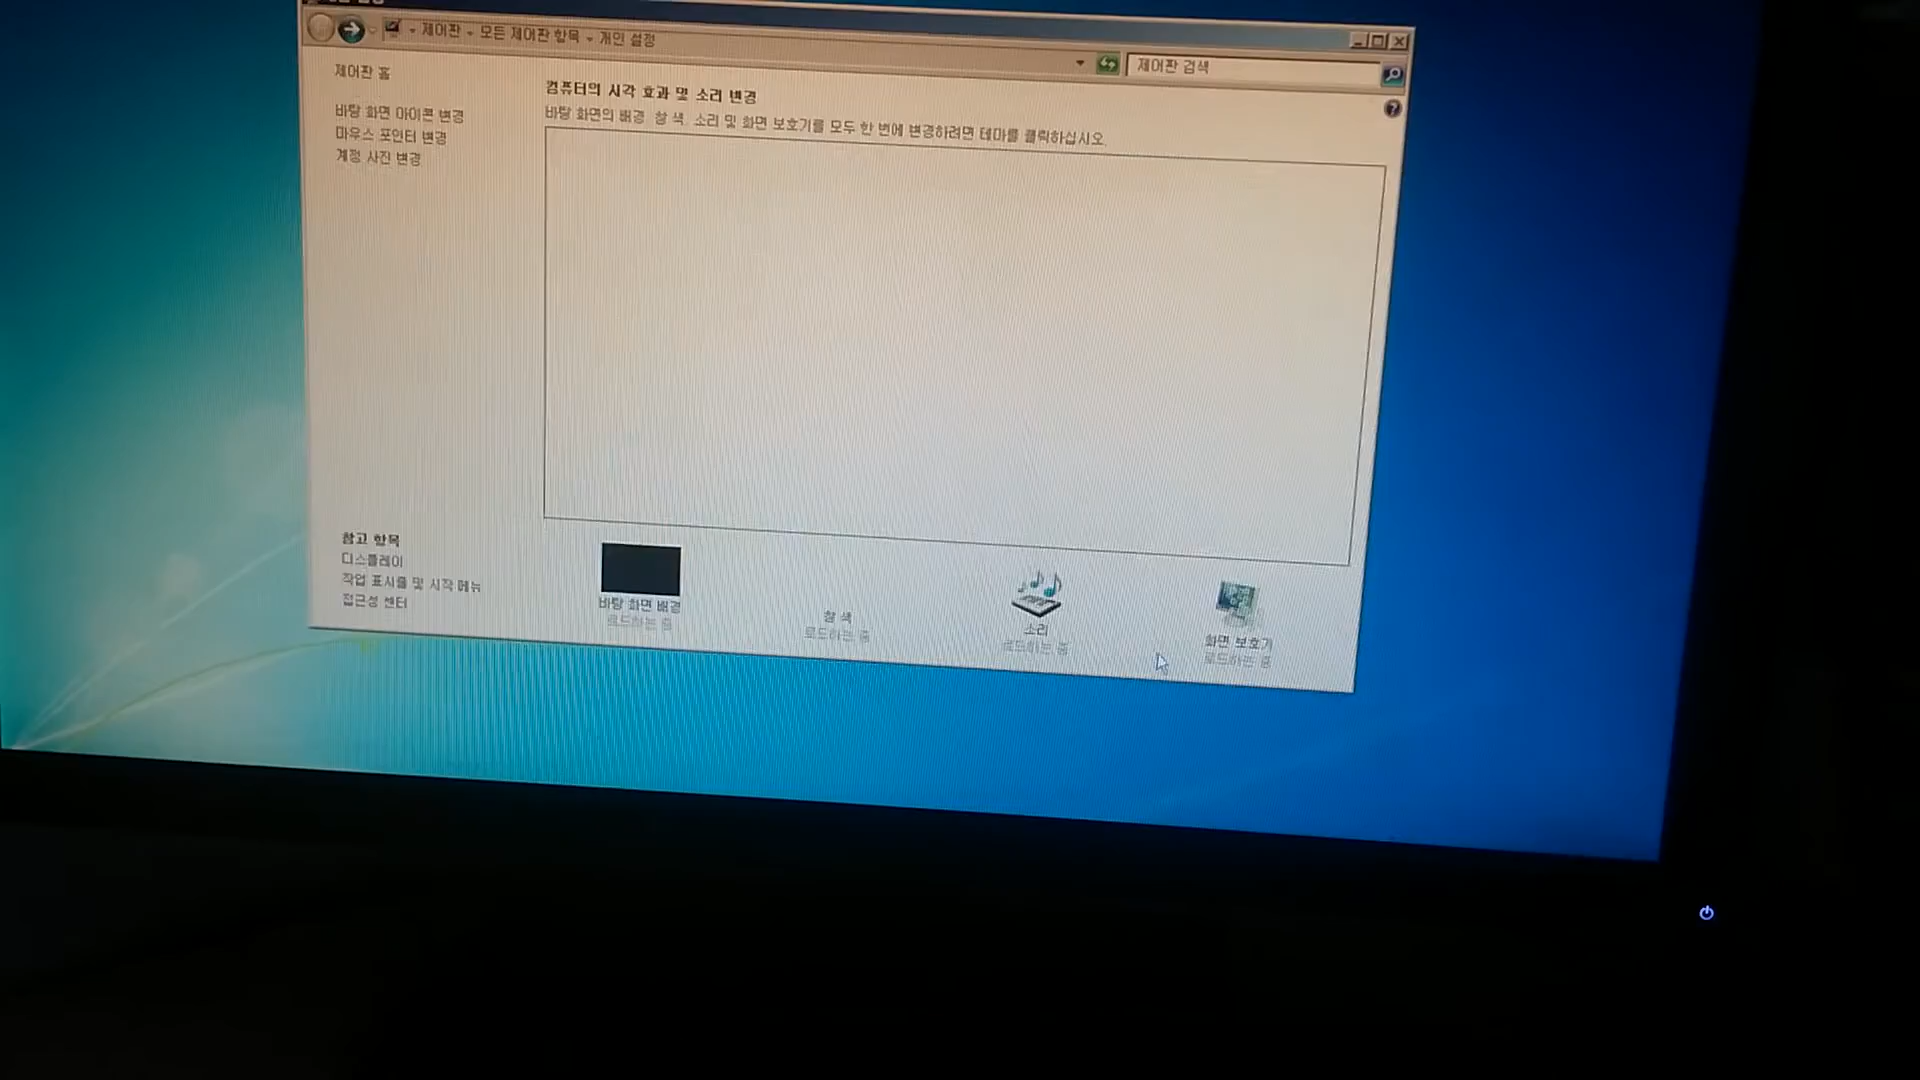 제어판 모든 제어판 항목 개인 설정
제어판 검색
제어판 홈
바탕 화면 아이콘 변경
마우스 포인터 변경
계정 사진 변경
컴퓨터의 시각 효과 및 소리 변경
바탕 화면의 배경, 창 색, 소리 및 화면 보호기를 모두 한 번에 변경하려면 테마를 클릭하십시오.
참고 항목
디스플레이
작업 표시줄 및 시작 메뉴
접근성 센터
바탕 화면 배경
로드하는 중
창 색
로드하는 중
소리
로드하는 중
화면 보호기
로드하는 중